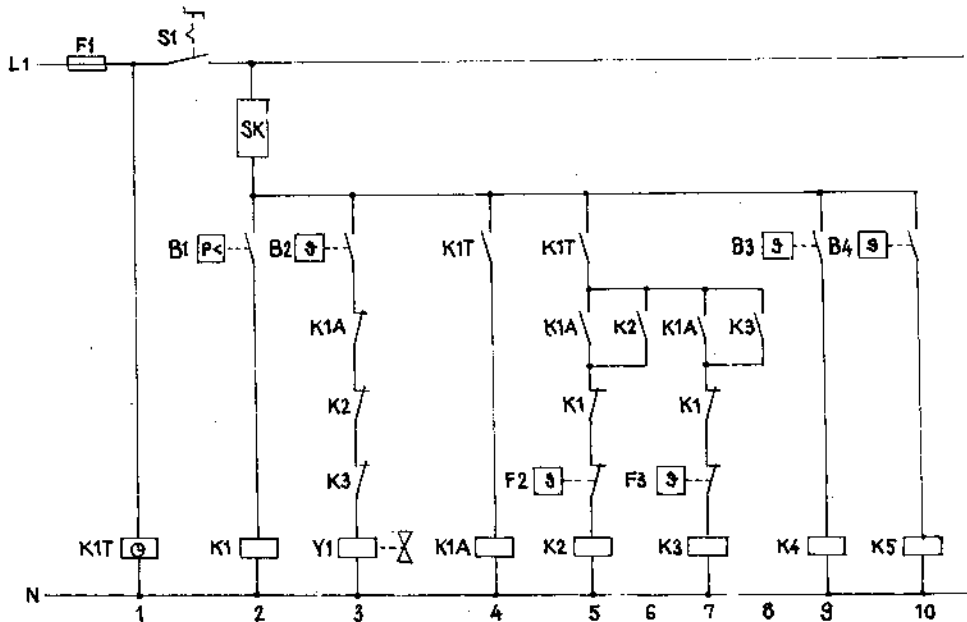 F1 S1
L1
SK
B1 P< B2 ϑ K1T K1T B3 ϑ B4 ϑ
K1A K1A K2 K1A K3
K2 K1 K1
K3 F2 ϑ F3 ϑ
K1T K1 Y1 K1A K2 K3 K4 K5
N
1 2 3 4 5 6 7 8 9 10